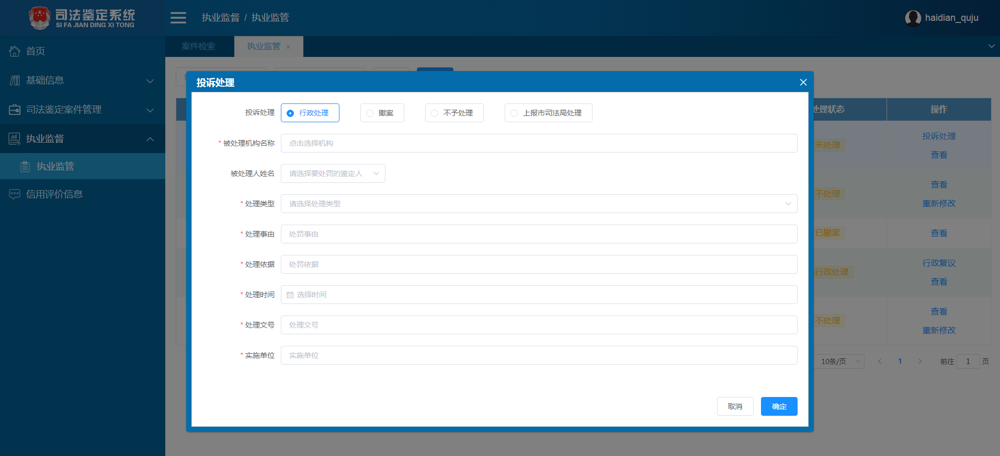 司法鉴定系统
SI FA JIAN DING XI TONG
执业监督 / 执业监管
haidian_quju
首页
基础信息
司法鉴定案件管理
执业监督
执业监管
信用评价信息
案件检索
执业监管
投诉处理
投诉处理 行政处理 撤案 不予处理 上报市司法局处理
* 被处理机构名称 点击选择机构
被处理人姓名 请选择要处罚的鉴定人
* 处理类型 请选择处理类型
* 处理事由 处罚事由
* 处理依据 处罚依据
* 处理时间 选择时间
* 处理文号 处理文号
* 实施单位 实施单位
取消 确定
处理状态 操作
未处理 投诉处理
查看
不处理 查看
重新修改
已撤案 查看
行政处理 行政复议
查看
不处理 查看
重新修改
10条/页 1 前往 1 页